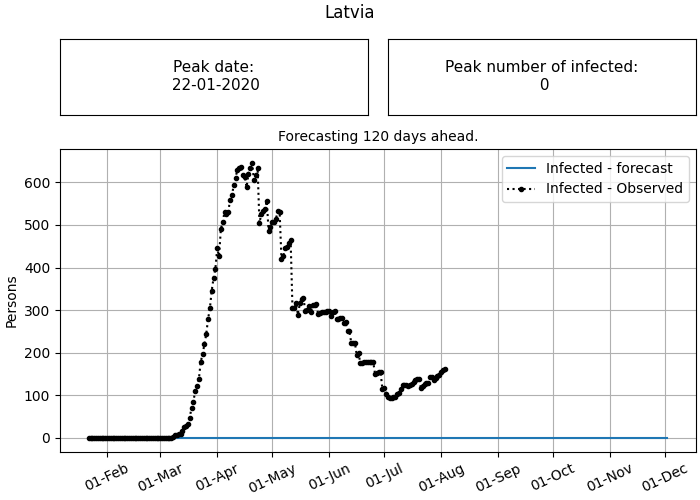 Latvia
Peak date:
22-01-2020
Peak number of infected:
0
Forecasting 120 days ahead.
Infected - forecast
Infected - Observed
Persons
600
500
400
300
200
100
0
01-Feb
01-Mar
01-Apr
01-May
01-Jun
01-Jul
01-Aug
01-Sep
01-Oct
01-Nov
01-Dec